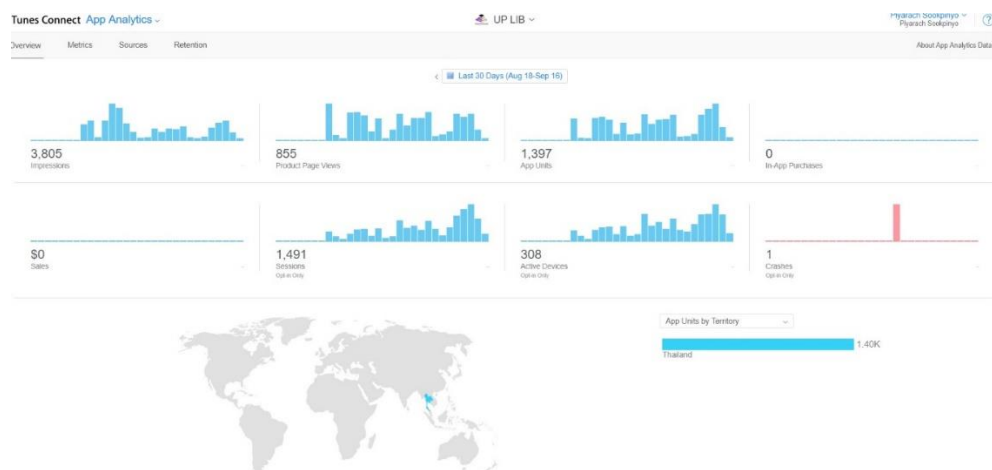 Tunes Connect App Analytics
UP LIB
Piyarach Sookpinyo
Piyarach Sookpinyo
?
Overview Metrics Sources Retention
About App Analytics Data
Last 30 Days (Aug 18-Sep 16)
3,805
Impressions
855
Product Page Views
1,397
App Units
0
In-App Purchases
$0
Sales
1,491
Sessions
Opt-in Only
308
Active Devices
Opt-in Only
1
Crashes
Opt-in Only
App Units by Territory
1.40K
Thailand